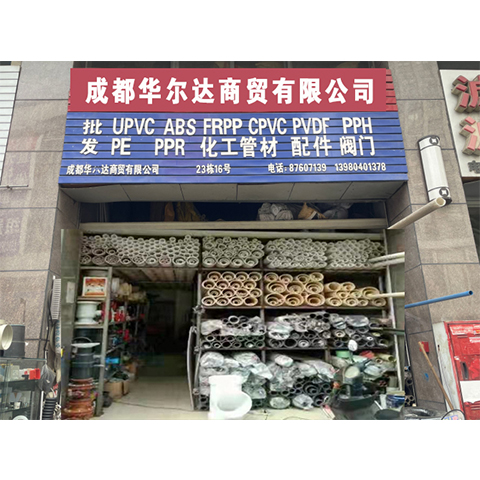 成都华尔达商贸有限公司
批 UPVC ABS FRPP CPVC PVDF PPH
发 PE PPR 化工管材 配件 阀门
成都华尔达商贸有限公司 23栋16号 电话:87607139 13980401378